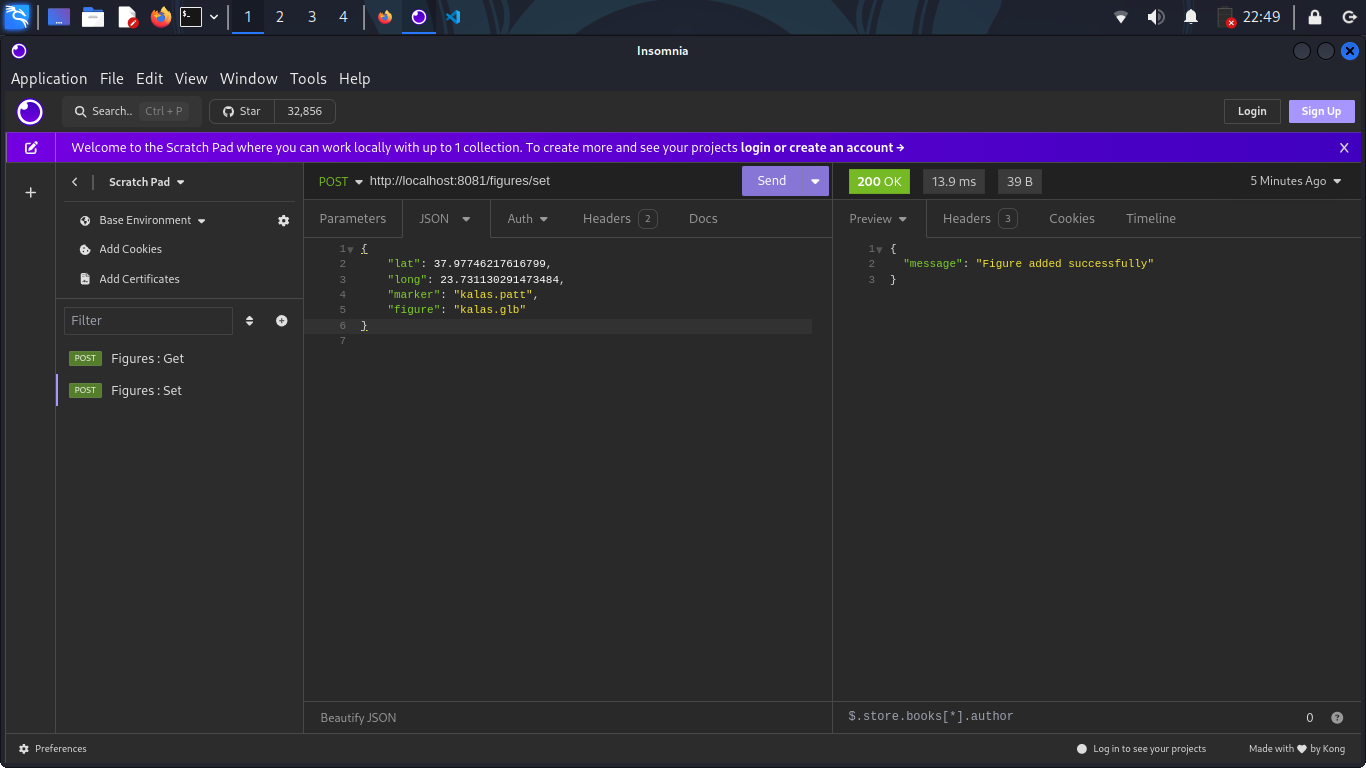 1 2 3 4 22:49
Insomnia
Application File Edit View Window Tools Help
Search.. Ctrl + P Star 32,856 Login Sign Up
Welcome to the Scratch Pad where you can work locally with up to 1 collection. To create more and see your projects login or create an account → X
Scratch Pad
Base Environment
Add Cookies
Add Certificates
Filter
POST Figures : Get
POST Figures : Set
POST http://localhost:8081/figures/set Send
Parameters JSON Auth Headers 2 Docs
1 {
2 "lat": 37.97746217616799,
3 "long": 23.731130291473484,
4 "marker": "kalas.patt",
5 "figure": "kalas.glb"
6 }
7
Beautify JSON
200 OK 13.9 ms 39 B 5 Minutes Ago
Preview Headers 3 Cookies Timeline
1 {
2 "message": "Figure added successfully"
3 }
$.store.books[*].author 0 ?
Preferences Log in to see your projects Made with ♥ by Kong